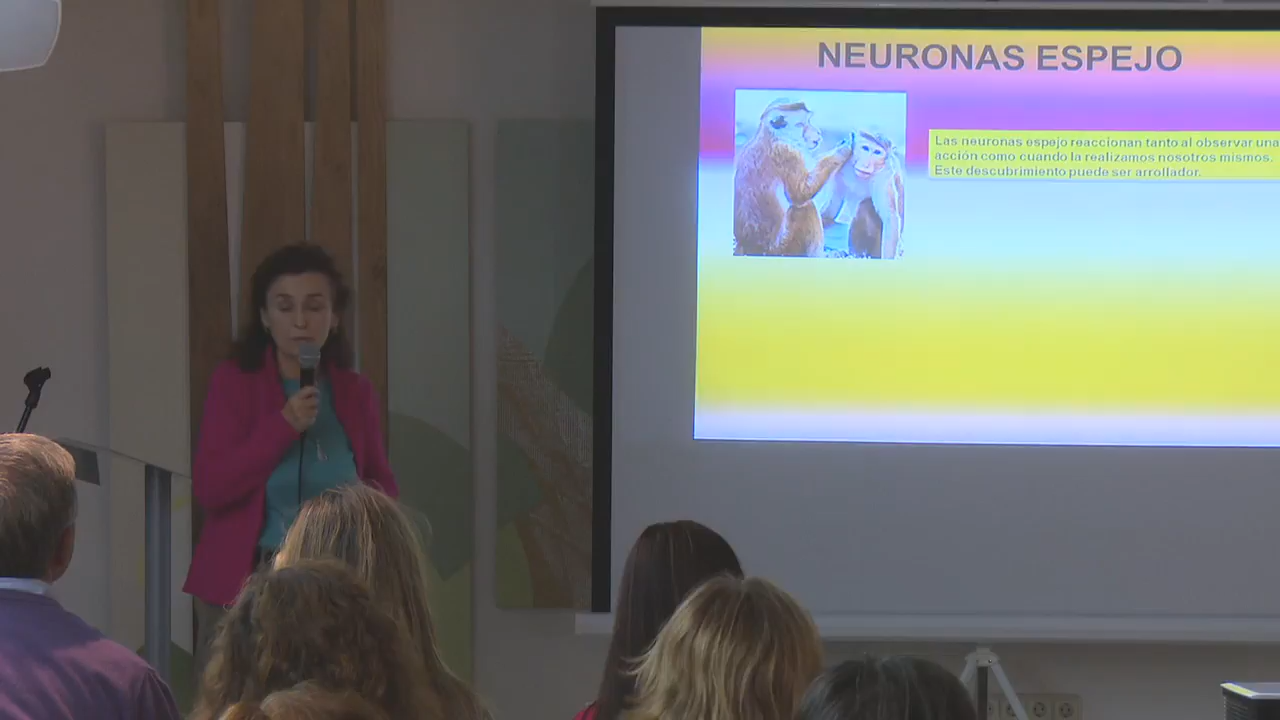 NEURONAS ESPEJO
Las neuronas espejo reaccionan tanto al observar una
acción como cuando la realizamos nosotros mismos.
Este descubrimiento puede ser arrollador.